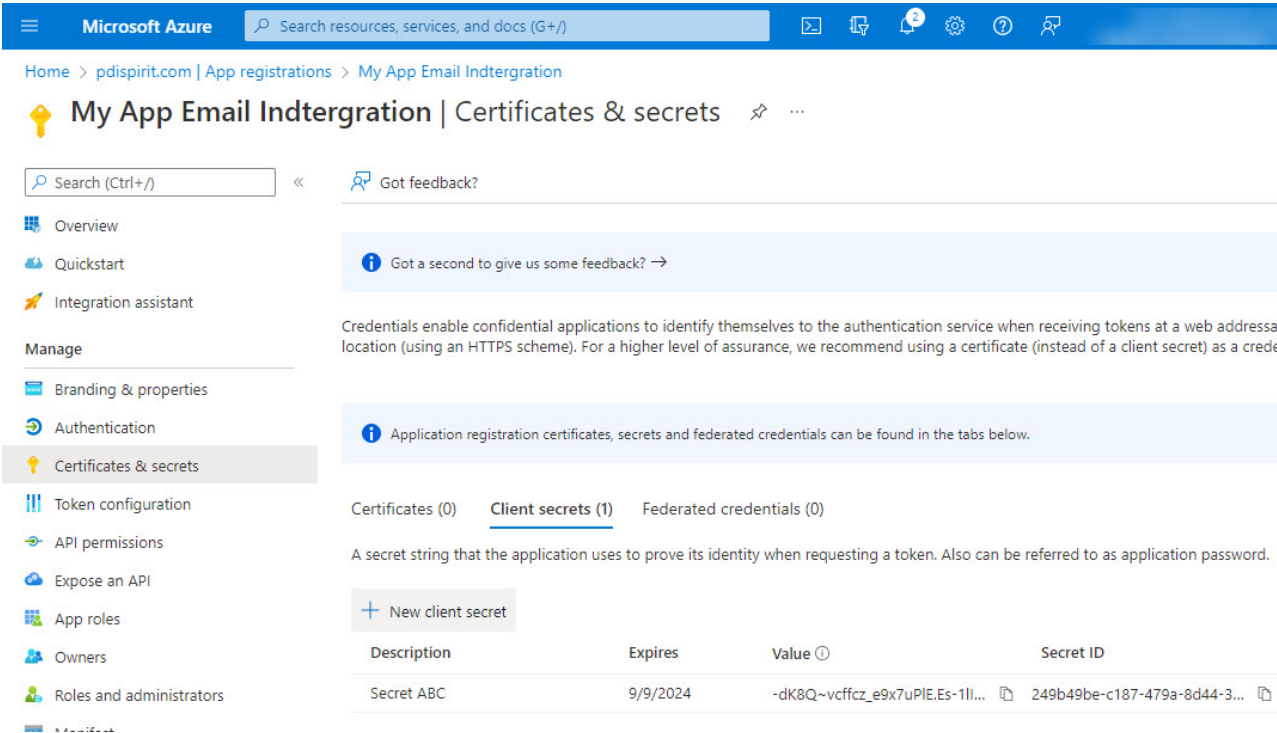 Microsoft Azure
Search resources, services, and docs (G+/)
2
Home > pdispirit.com | App registrations > My App Email Indtergration
My App Email Indtergration | Certificates & secrets
Search (Ctrl+/)
Got feedback?
Overview
Quickstart
Integration assistant
Got a second to give us some feedback? →
Credentials enable confidential applications to identify themselves to the authentication service when receiving tokens at a web addressa
location (using an HTTPS scheme). For a higher level of assurance, we recommend using a certificate (instead of a client secret) as a crede
Manage
Branding & properties
Authentication
Certificates & secrets
Token configuration
API permissions
Expose an API
App roles
Owners
Roles and administrators
Manifest
Application registration certificates, secrets and federated credentials can be found in the tabs below.
Certificates (0) Client secrets (1) Federated credentials (0)
A secret string that the application uses to prove its identity when requesting a token. Also can be referred to as application password.
New client secret
Description Expires Value Secret ID
Secret ABC 9/9/2024 -dK8Q~vcffcz_e9x7uPlE.Es-1lI... 249b49be-c187-479a-8d44-3...